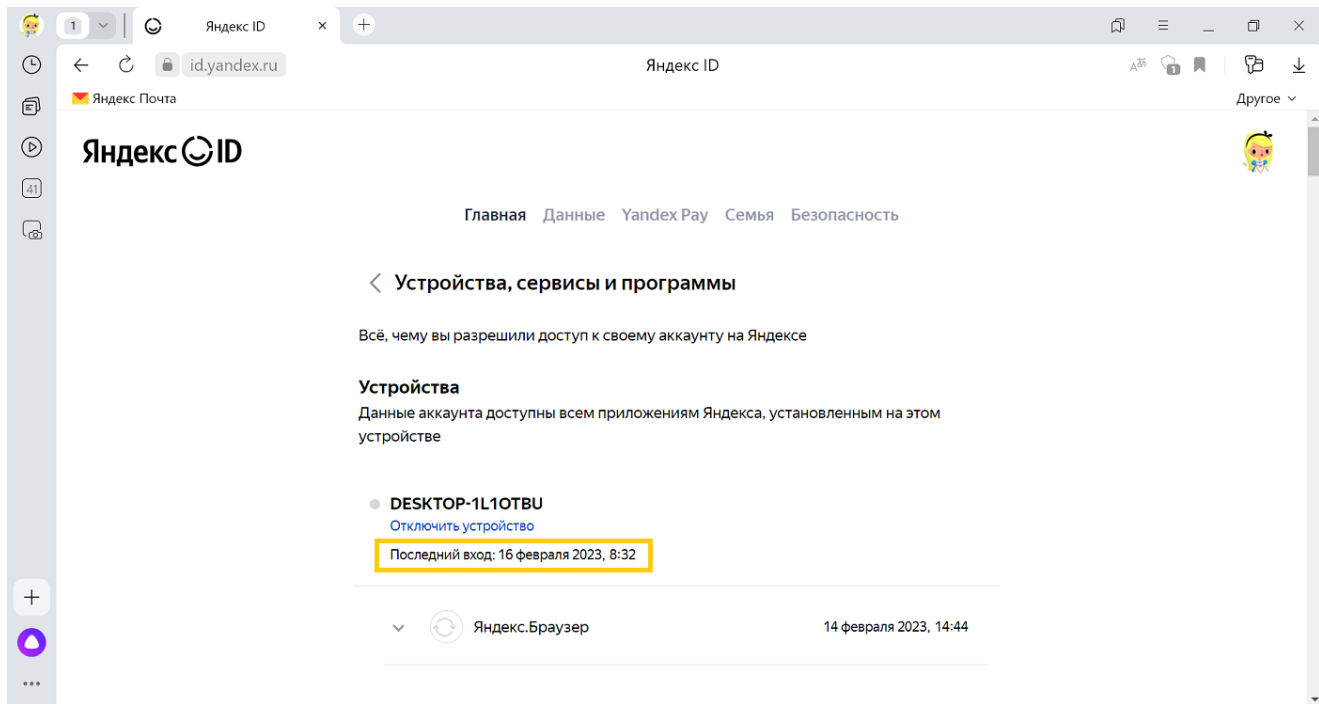 1
Яндекс ID
id.yandex.ru
Яндекс ID
1
Яндекс Почта
Другое
41
Яндекс ID
Главная Данные Yandex Pay Семья Безопасность
Устройства, сервисы и программы
Всё, чему вы разрешили доступ к своему аккаунту на Яндексе
Устройства
Данные аккаунта доступны всем приложениям Яндекса, установленным на этом
устройстве
DESKTOP-1L1OTBU
Отключить устройство
Последний вход: 16 февраля 2023, 8:32
Яндекс.Браузер 14 февраля 2023, 14:44